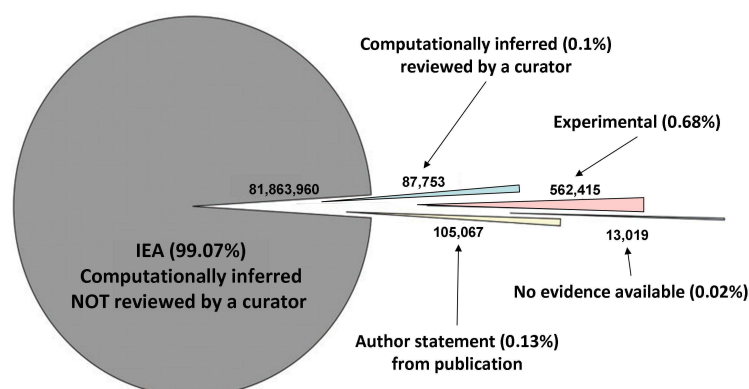 Computationally inferred (0.1%)
reviewed by a curator
Experimental (0.68%)
81,863,960
87,753
562,415
105,067
13,019
IEA (99.07%)
Computationally inferred
NOT reviewed by a curator
No evidence available (0.02%)
Author statement (0.13%)
from publication